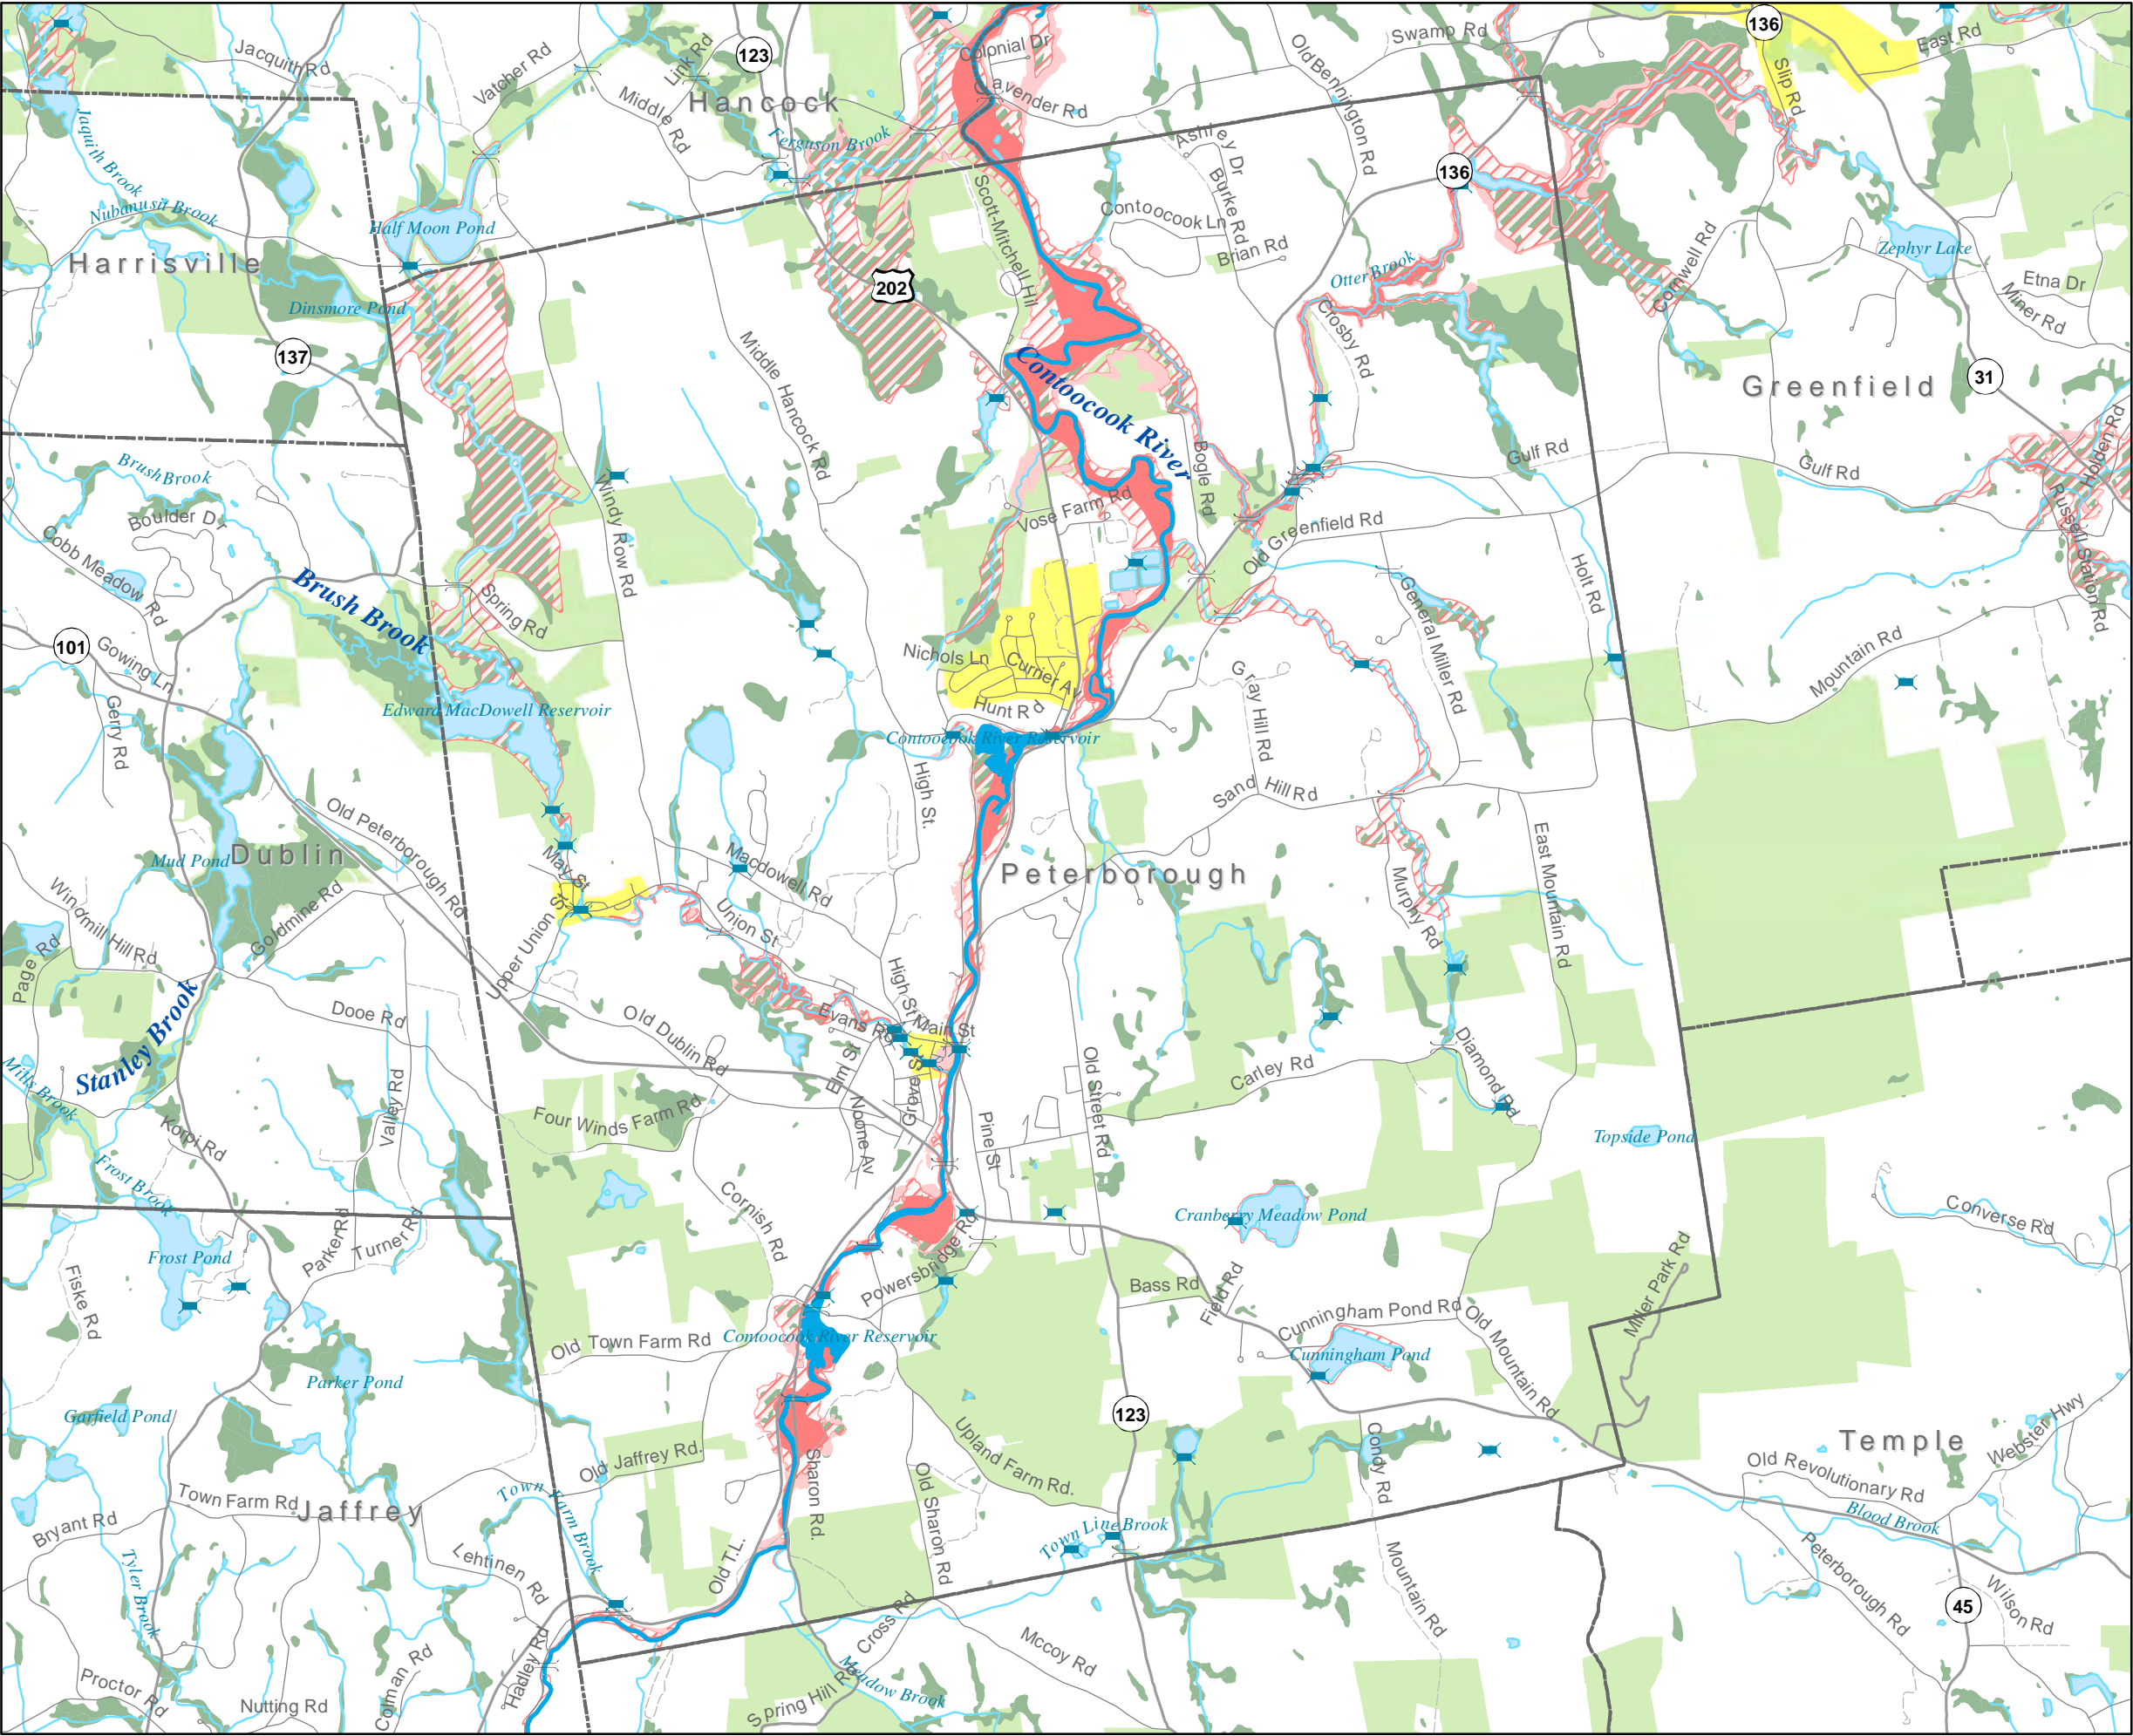 Jacquith Rd
Vatcher Rd
Link Rd
123
Colonial Dr
Old Bennington Rd
Swamp Rd
136
East Rd
Slip Rd
Middle Rd
Hancock
Cavender Rd
Ferguson Brook
Ashley Dr
Jaquith Brook
Nubanusit Brook
Half Moon Pond
Scott-Mitchell Hill
Burke Rd
136
Contoocook Ln
Brian Rd
Harrisville
Otter Brook
Cornwell Rd
Zephyr Lake
Etna Dr
Miner Rd
Dinsmore Pond
202
137
Middle Hancock Rd
Contoocook River
Crosby Rd
Greenfield
31
Brush Brook
Boulder Dr
Windy Row Rd
Bogle Rd
Gulf Rd
Gulf Rd
Holden Rd
Vose Farm Rd
Old Greenfield Rd
Russell Station Rd
Cobb Meadow Rd
Brush Brook
Spring Rd
Holt Rd
General Miller Rd
101
Gowing Ln
Nichols Ln
Currier Av
Gray Hill Rd
Mountain Rd
Gerry Rd
Edward MacDowell Reservoir
Hunt Rd
Contoocook River Reservoir
High St.
Sand Hill Rd
Old Peterborough Rd
Mud Pond
Dublin
May St
Macdowell Rd
Peterborough
Murphy Rd
East Mountain Rd
Windmill Hill Rd
Goldmine Rd
Upper Union St
Union St
Page Rd
High St
Stanley Brook
Dooe Rd
Old Dublin Rd
Evans Rd
Main St
Diamond Rd
Mills Brook
Valley Rd
Elm St
Grove St
Old Street Rd
Carley Rd
Four Winds Farm Rd
Noone Av
Pine St
Korpi Rd
Topside Pond
Frost Brook
Cornish Rd
Cranberry Meadow Pond
Converse Rd
Parker Rd
Turner Rd
Frost Pond
Fiske Rd
Powersbridge Rd
Bass Rd
Field Rd
Miller Park Rd
Cunningham Pond Rd
Old Mountain Rd
Old Town Farm Rd
Contoocook River Reservoir
Cunningham Pond
Parker Pond
Garfield Pond
123
Condy Rd
Temple
Webster Hwy
Old Jaffrey Rd.
Sharon Rd.
Upland Farm Rd.
Old Sharon Rd
Old Revolutionary Rd
Blood Brook
Town Farm Rd
Jaffrey
Town Farm Brook
Bryant Rd
Town Line Brook
Tyler Brook
Lehtinen Rd
Old T.L.
Mountain Rd
Peterborough Rd
45
Wilson Rd
Cross Rd
Mccoy Rd
Hadley Rd
Colman Rd
Proctor Rd
Nutting Rd
Spring Hill Rd
Meadow Brook